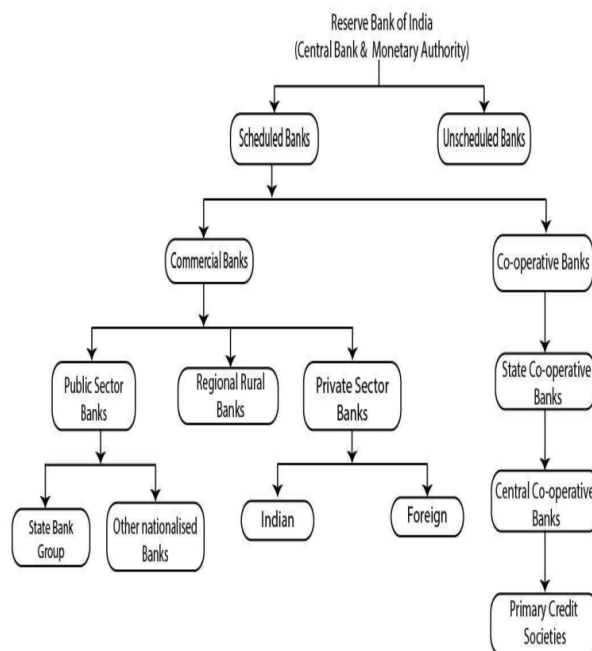 Reserve Bank of India
(Central Bank & Monetary Authority)
Scheduled Banks
Unscheduled Banks
Commercial Banks
Co-operative Banks
Public Sector
Banks
Regional Rural
Banks
Private Sector
Banks
State Co-operative
Banks
State Bank
Group
Other nationalised
Banks
Indian
Foreign
Central Co-operative
Banks
Primary Credit
Societies